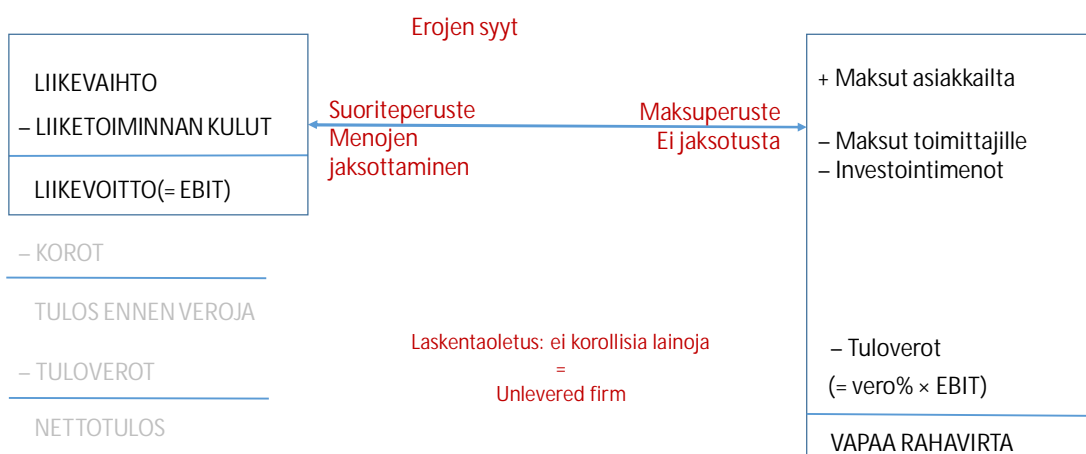 Erojen syyt
LIIKEVAIHTO
– LIIKETOIMINNAN KULUT
LIIKEVOITTO(= EBIT)
– KOROT
TULOS ENNEN VEROJA
– TULOVEROT
NETTOTULOS
Suoriteperuste
Menojen
jaksottaminen
Maksuperuste
Ei jaksotusta
Laskentaoletus: ei korollisia lainoja
=
Unlevered firm
+ Maksut asiakkailta
– Maksut toimittajille
– Investointimenot
– Tuloverot
(= vero% × EBIT)
VAPAA RAHAVIRTA